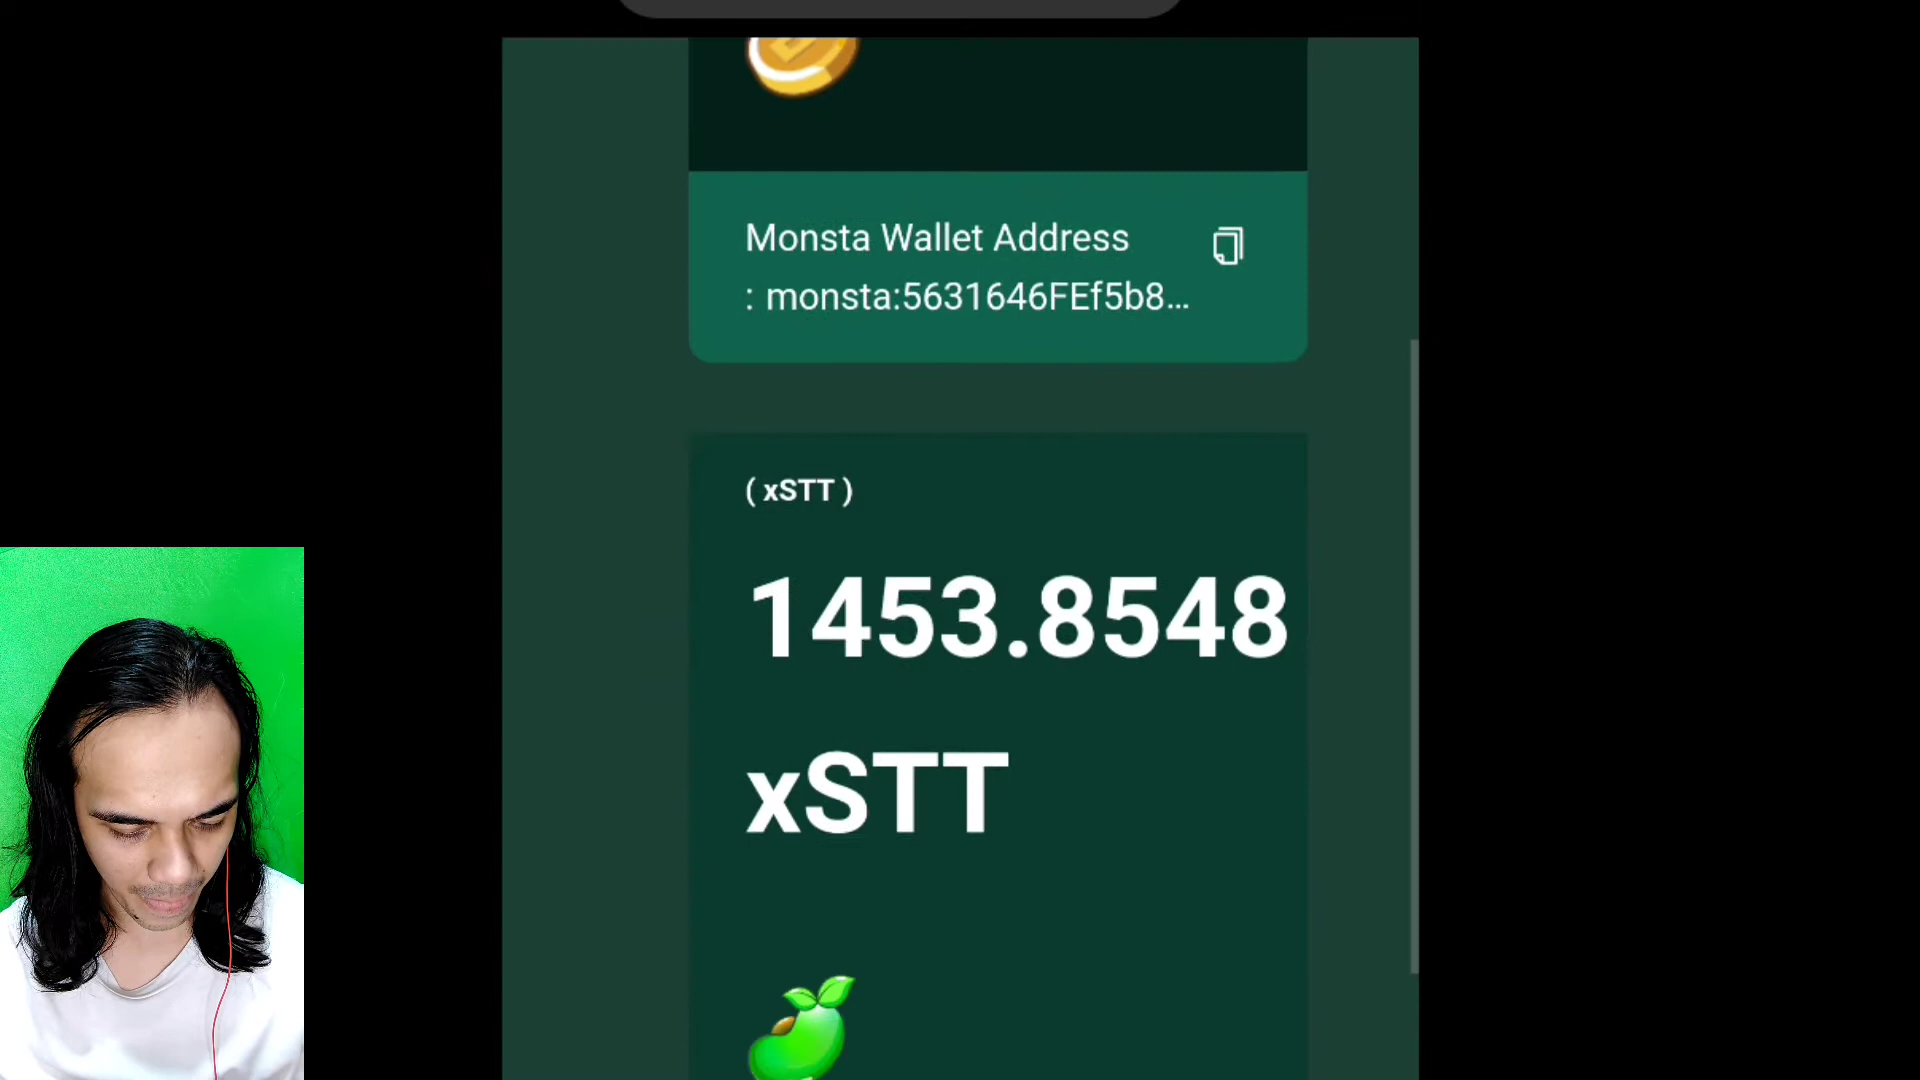 Monsta Wallet Address
: monsta:5631646FEf5b8...
( xSTT )
1453.8548
xSTT